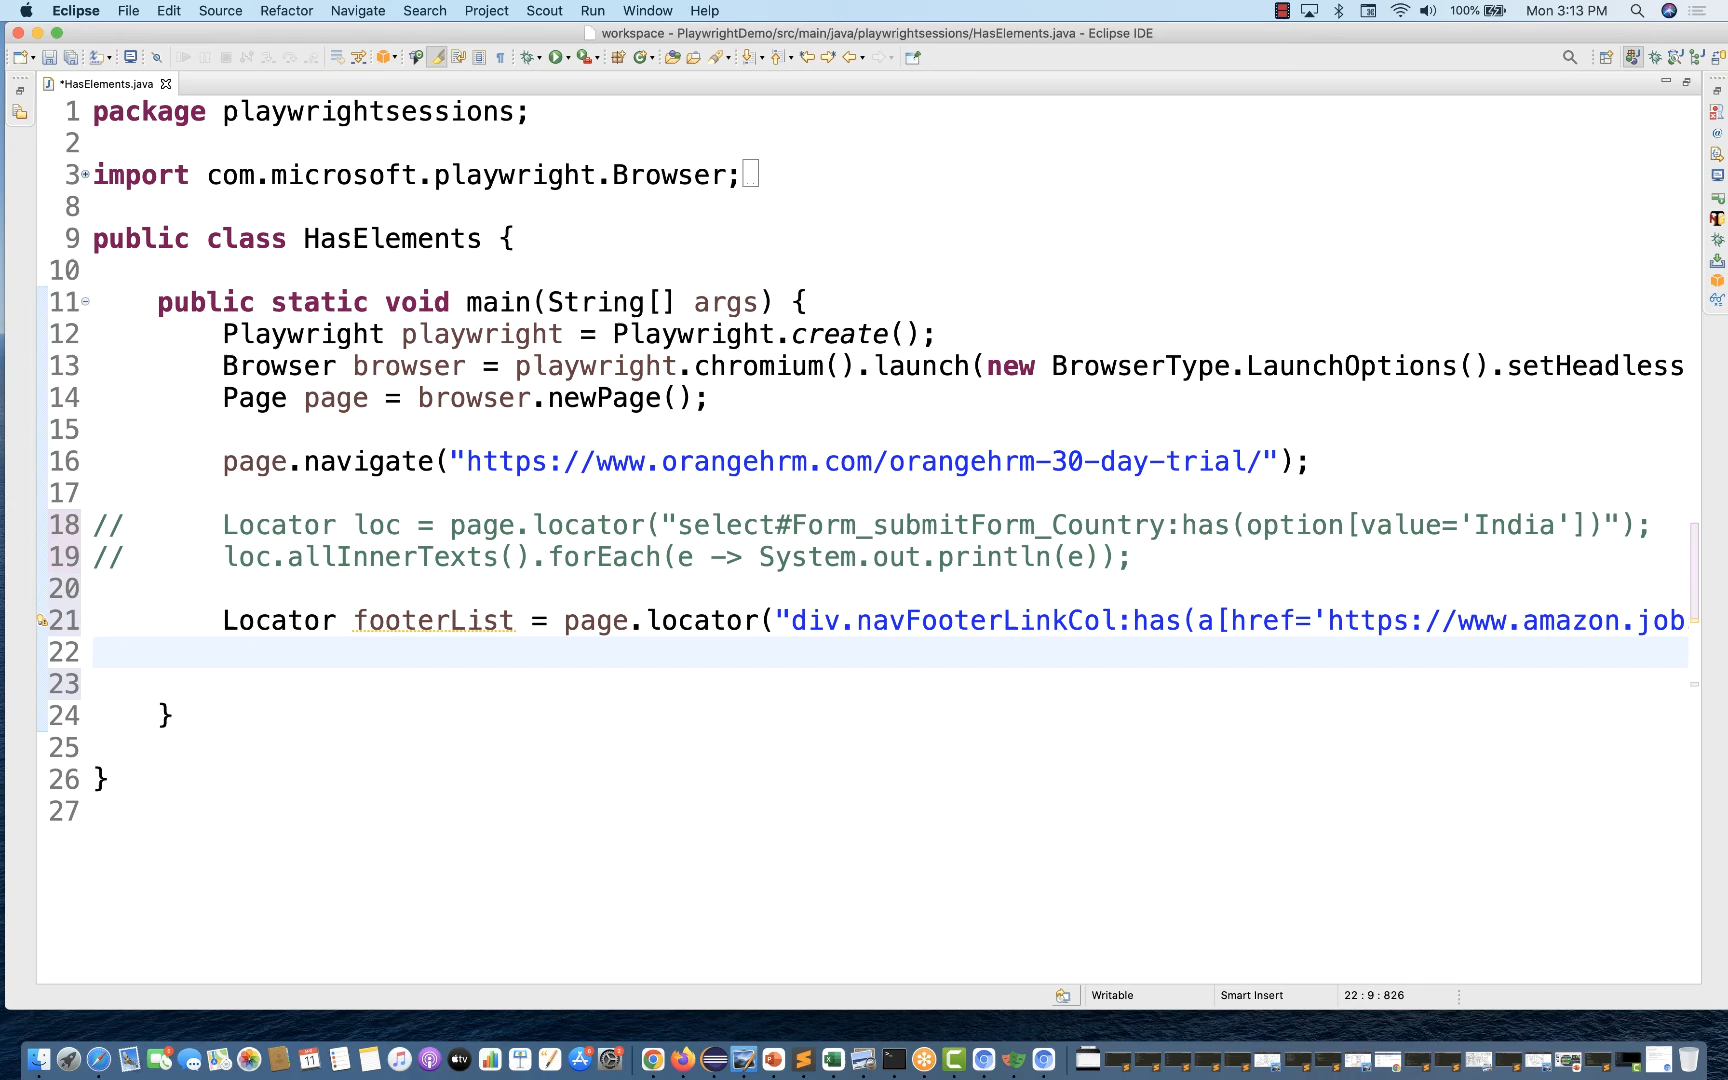 Eclipse File Edit Source Refactor Navigate Search Project Scout Run Window Help 100% Mon 3:13 PM
workspace - PlaywrightDemo/src/main/java/playwrightsessions/HasElements.java - Eclipse IDE
*HasElements.java
1 package playwrightsessions;
2
3 import com.microsoft.playwright.Browser;
8
9 public class HasElements {
10
11 public static void main(String[] args) {
12 Playwright playwright = Playwright.create();
13 Browser browser = playwright.chromium().launch(new BrowserType.LaunchOptions().setHeadless
14 Page page = browser.newPage();
15
16 page.navigate("https://www.orangehrm.com/orangehrm-30-day-trial/");
17
18 // Locator loc = page.locator("select#Form_submitForm_Country:has(option[value='India'])");
19 // loc.allInnerTexts().forEach(e -> System.out.println(e));
20
21 Locator footerList = page.locator("div.navFooterLinkCol:has(a[href='https://www.amazon.job
22
23
24 }
25
26 }
27
Writable Smart Insert 22 : 9 : 826